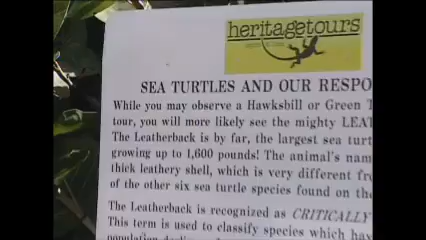 heritagetours
SEA TURTLES AND OUR RESPO
While you may observe a Hawksbill or Green T
tour, you will more likely see the mighty LEAT
The Leatherback is by far, the largest sea turt
growing up to 1,600 pounds! The animal's nam
thick leathery shell, which is very different fr
of the other six sea turtle species found on the
The Leatherback is recognized as CRITICALLY
This term is used to classify species which hav
population